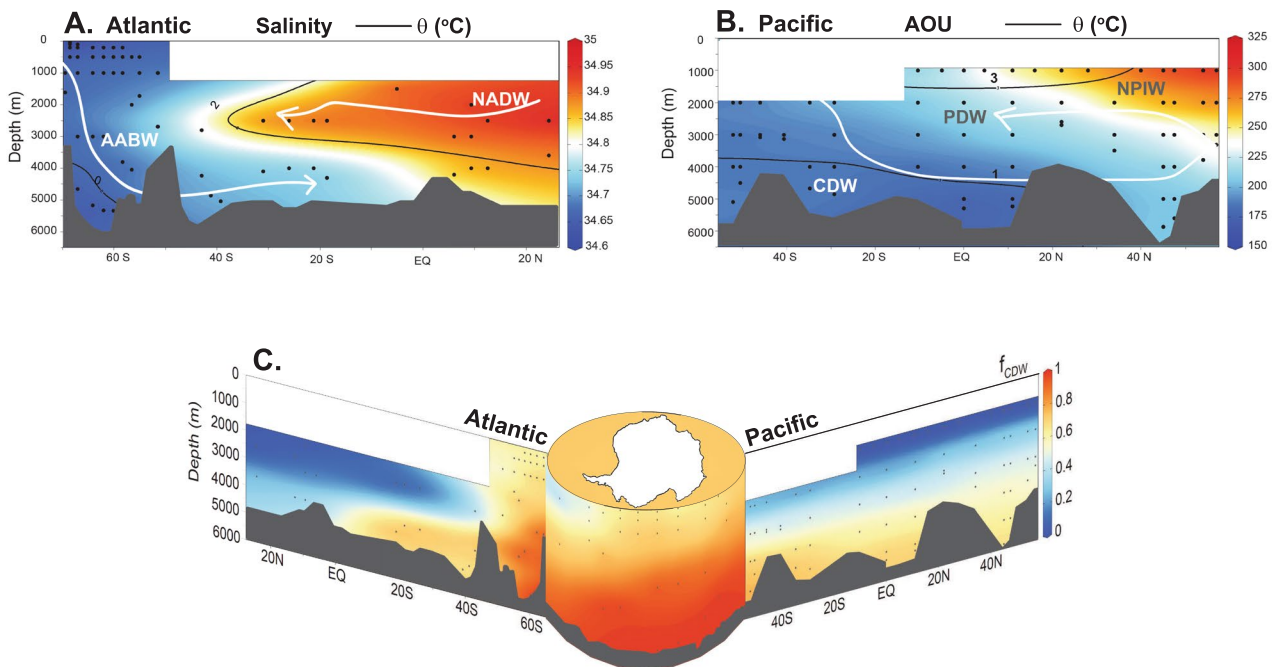 A. Atlantic Salinity θ (°C)
0
1000
2000
3000
4000
5000
6000
Depth (m)
AABW
NADW
2
0
60 S 40 S 20 S EQ 20 N
35
34.95
34.9
34.85
34.8
34.75
34.7
34.65
34.6
B. Pacific AOU θ (°C)
0
1000
2000
3000
4000
5000
6000
Depth (m)
3
NPIW
PDW
CDW
1
40 S 20 S EQ 20 N 40 N
325
300
275
250
225
200
175
150
C.
0
1000
2000
3000
4000
5000
6000
Depth (m)
Atlantic
Pacific
20N EQ 20S 40S 60S
40S 20S EQ 20N 40N
fCDW
1
0.8
0.6
0.4
0.2
0